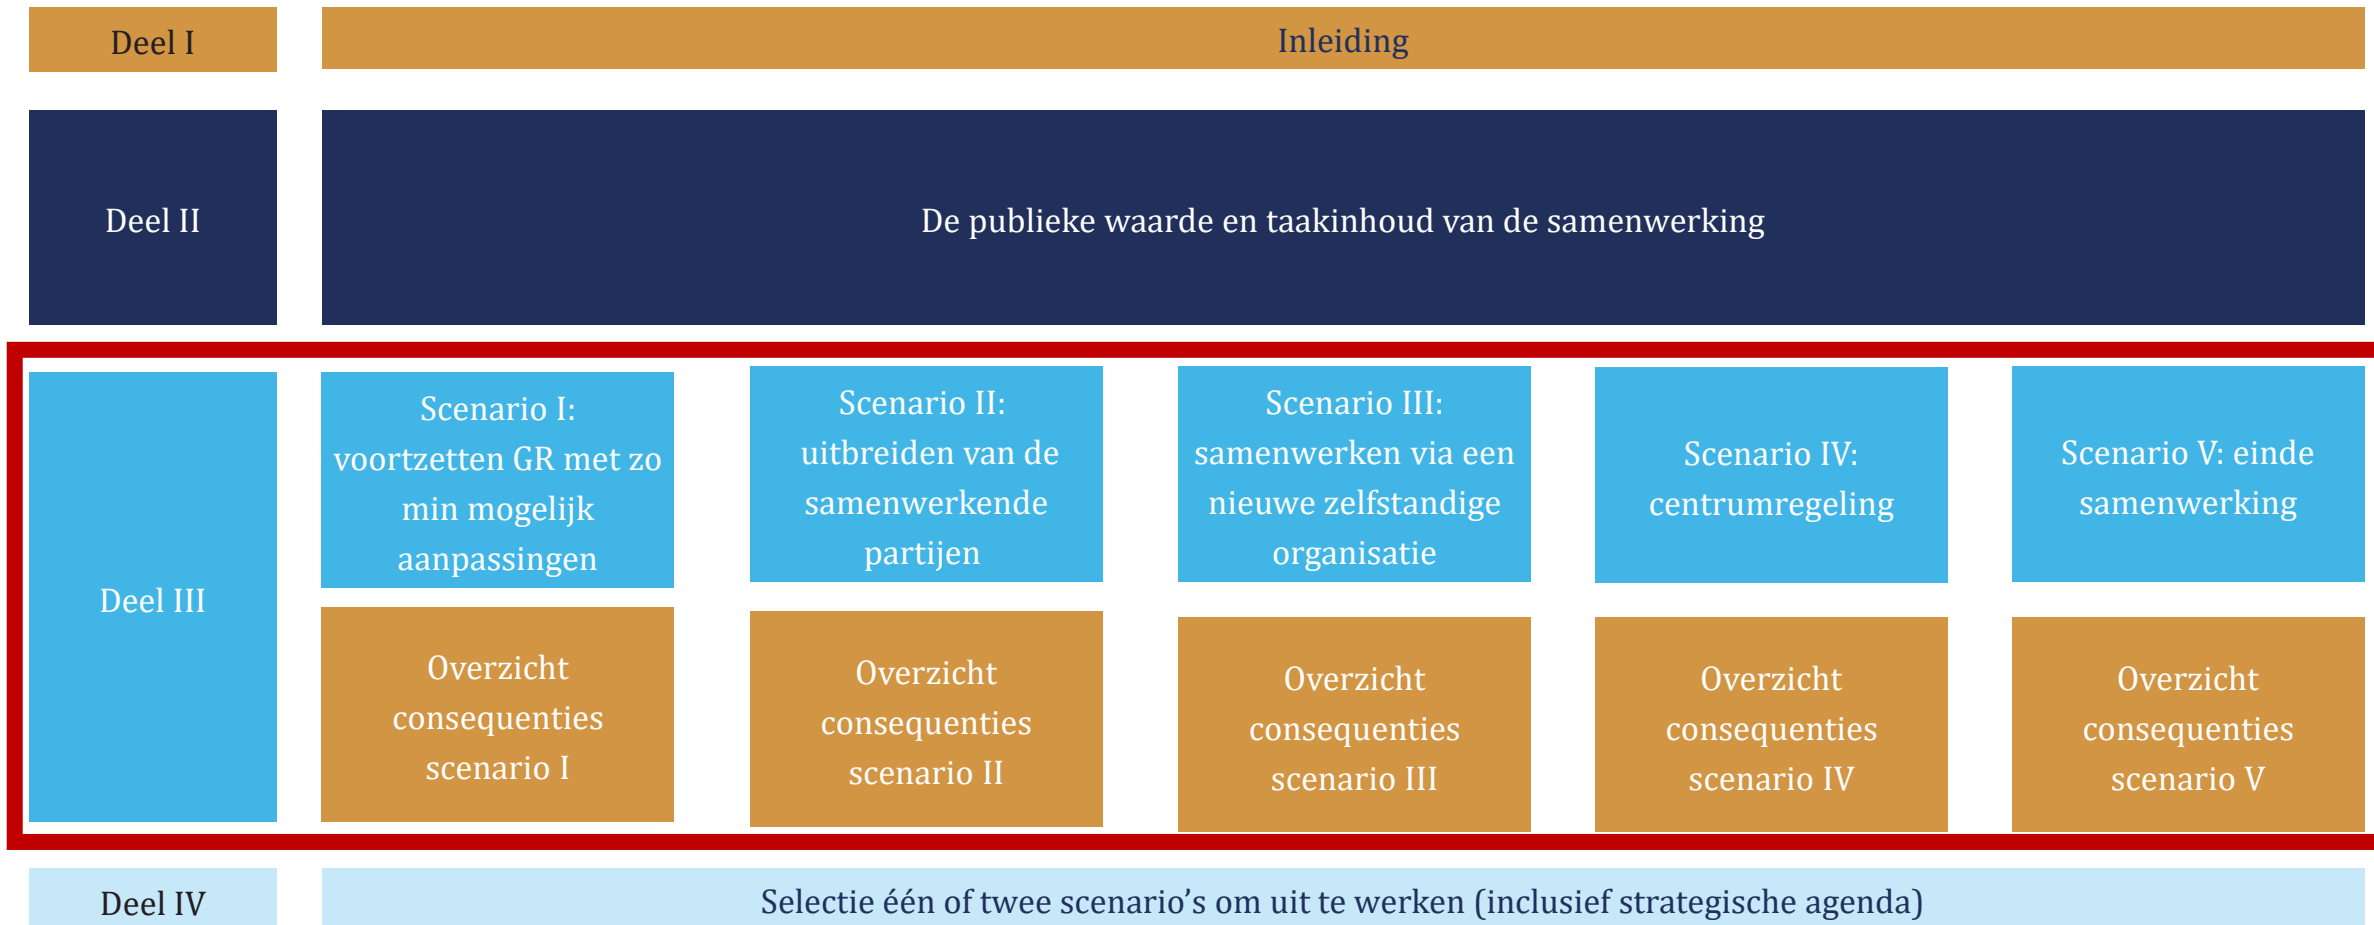 Deel I
Inleiding
Deel II
De publieke waarde en taakinhoud van de samenwerking
Deel III
Scenario I:
voortzetten GR met zo
min mogelijk
aanpassingen
Scenario II:
uitbreiden van de
samenwerkende
partijen
Scenario III:
samenwerken via een
nieuwe zelfstandige
organisatie
Scenario IV:
centrumregeling
Scenario V: einde
samenwerking
Overzicht
consequenties
scenario I
Overzicht
consequenties
scenario II
Overzicht
consequenties
scenario III
Overzicht
consequenties
scenario IV
Overzicht
consequenties
scenario V
Deel IV
Selectie één of twee scenario’s om uit te werken (inclusief strategische agenda)